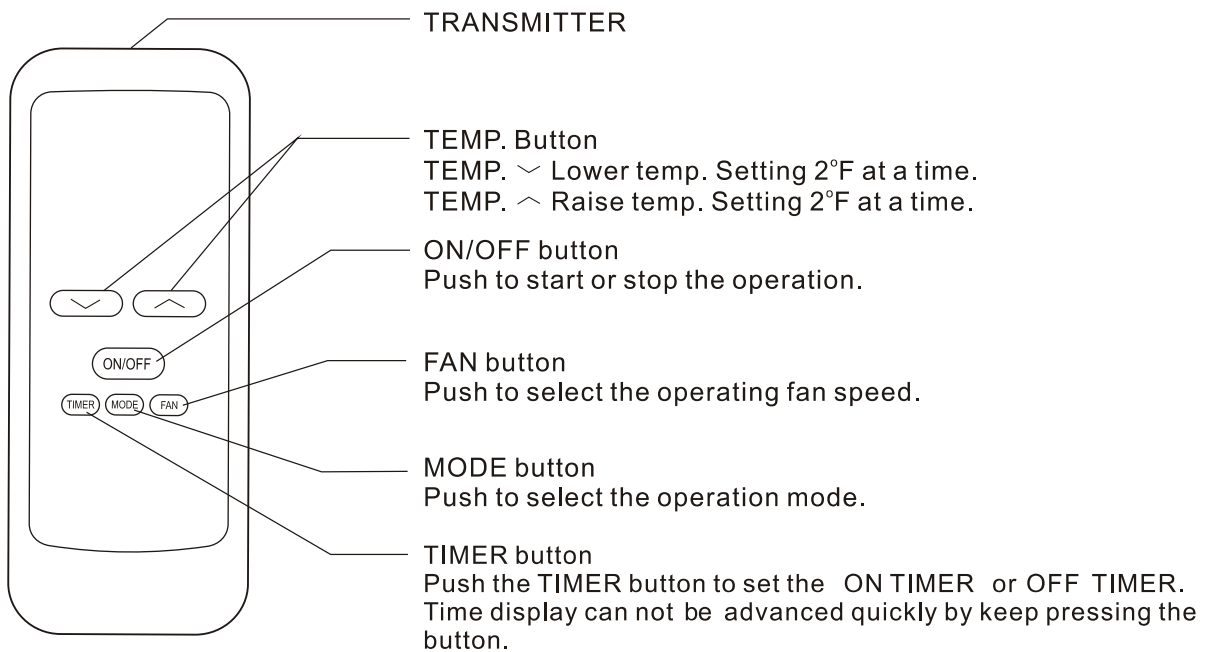 TRANSMITTER
TEMP. Button
TEMP. ﹀ Lower temp. Setting 2°F at a time.
TEMP. ︿ Raise temp. Setting 2°F at a time.
ON/OFF button
Push to start or stop the operation.
ON/OFF
FAN button
Push to select the operating fan speed.
TIMER MODE FAN
MODE button
Push to select the operation mode.
TIMER button
Push the TIMER button to set the ON TIMER or OFF TIMER.
Time display can not be advanced quickly by keep pressing the
button.